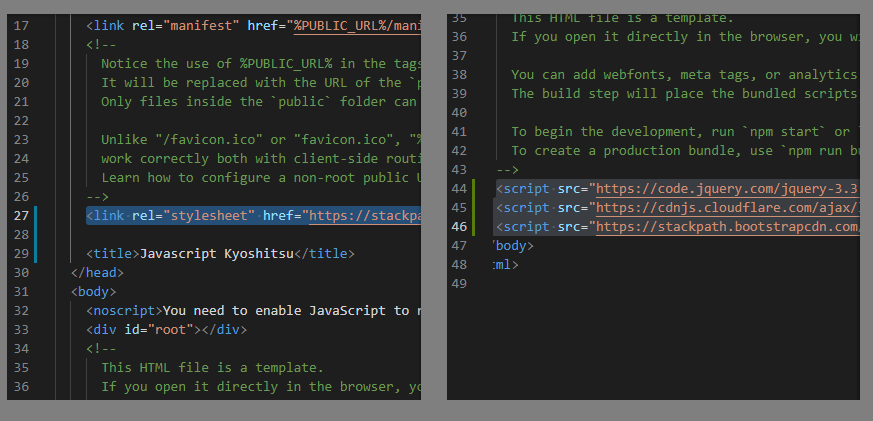 17 <link rel="manifest" href="%PUBLIC_URL%/mani
18 <!--
19 Notice the use of %PUBLIC_URL% in the tags
20 It will be replaced with the URL of the `p
21 Only files inside the `public` folder can
22
23 Unlike "/favicon.ico" or "favicon.ico", "%
24 work correctly both with client-side routi
25 Learn how to configure a non-root public U
26 -->
27 <link rel="stylesheet" href="https://stackpa
28
29 <title>Javascript Kyoshitsu</title>
30 </head>
31 <body>
32 <noscript>You need to enable JavaScript to r
33 <div id="root"></div>
34 <!--
35 This HTML file is a template.
36 If you open it directly in the browser, yo
35 This HTML file is a template.
36 If you open it directly in the browser, you wi
37
38 You can add webfonts, meta tags, or analytics
39 The build step will place the bundled scripts
40
41 To begin the development, run `npm start` or `
42 To create a production bundle, use `npm run bu
43 -->
44 <script src="https://code.jquery.com/jquery-3.3
45 <script src="https://cdnjs.cloudflare.com/ajax/
46 <script src="https://stackpath.bootstrapcdn.com/
47 /body>
48 tml>
49